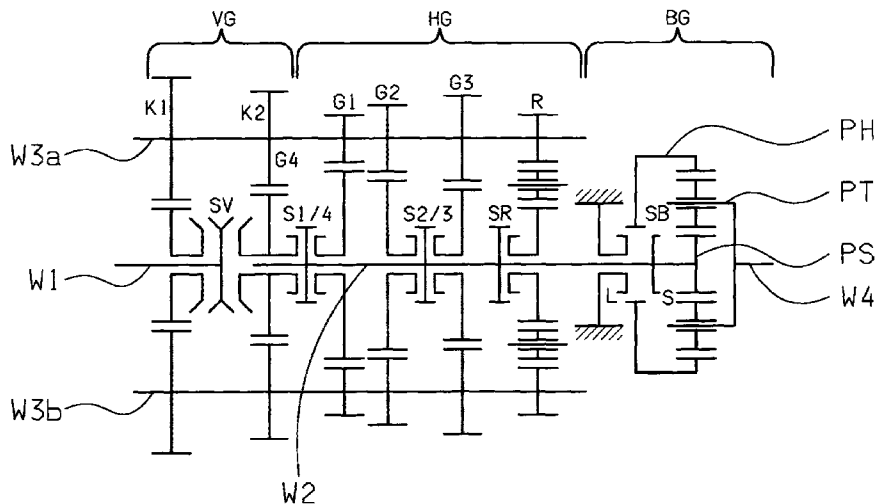 VG HG BG
K1 K2 G1 G2 G3 R
PH
W3a G4
PT
SV S1/4 S2/3 SR SB
PS
W1 L S W4
W3b
W2